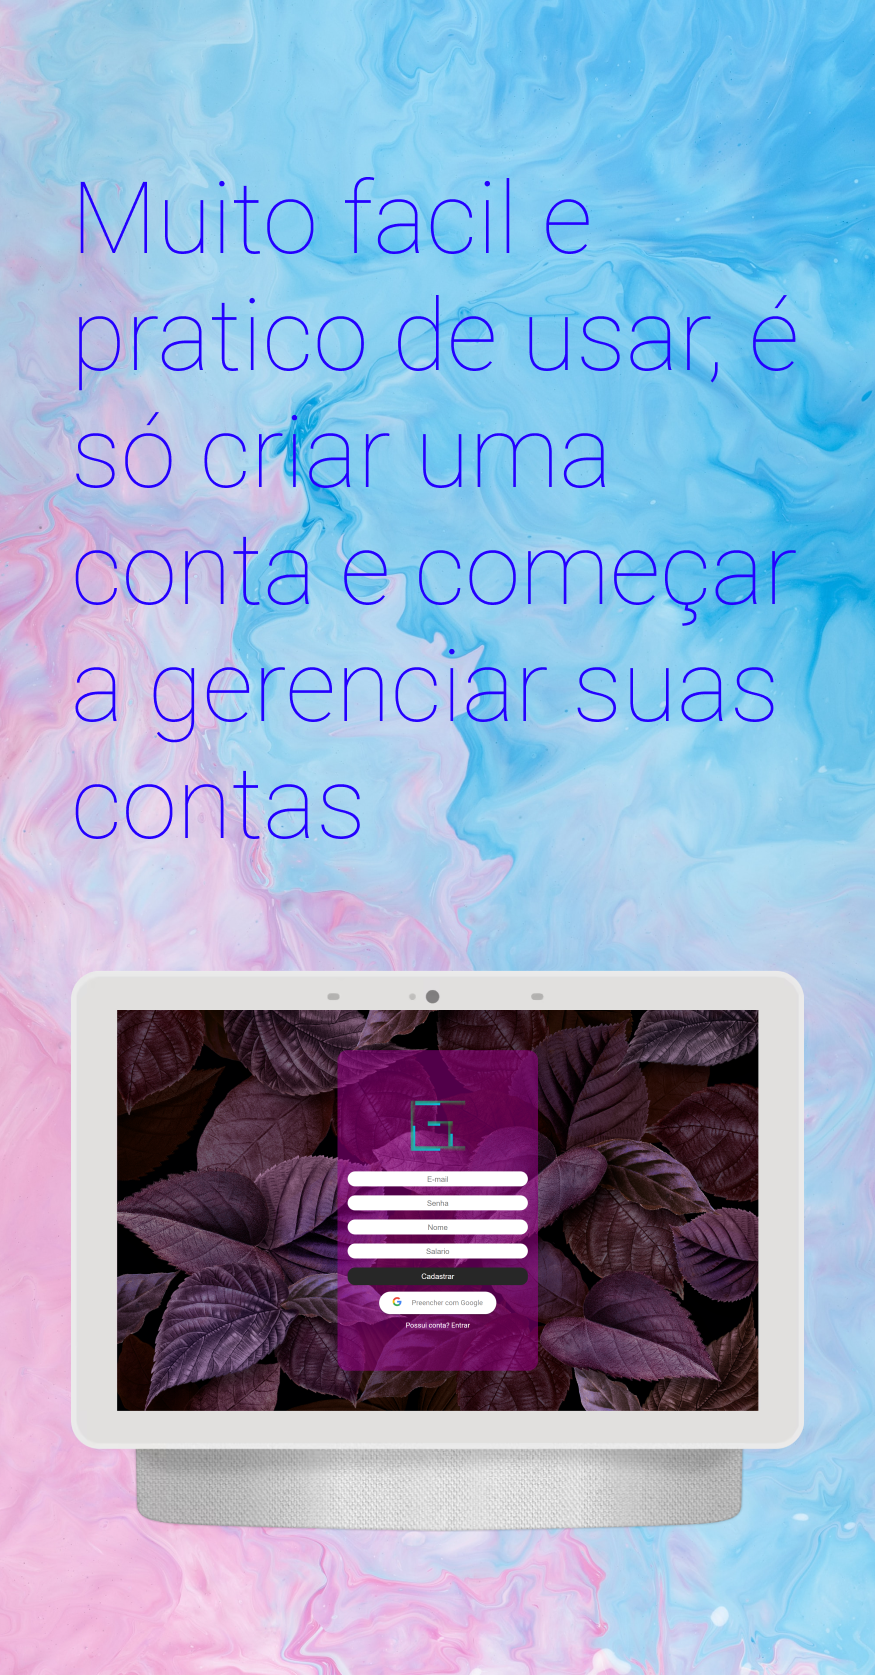 Muito facil e
pratico de usar, é
só criar uma
conta e começar
a gerenciar suas
contas
E-mail
Senha
Nome
Salario
Cadastrar
Preencher com Google
Possui conta? Entrar